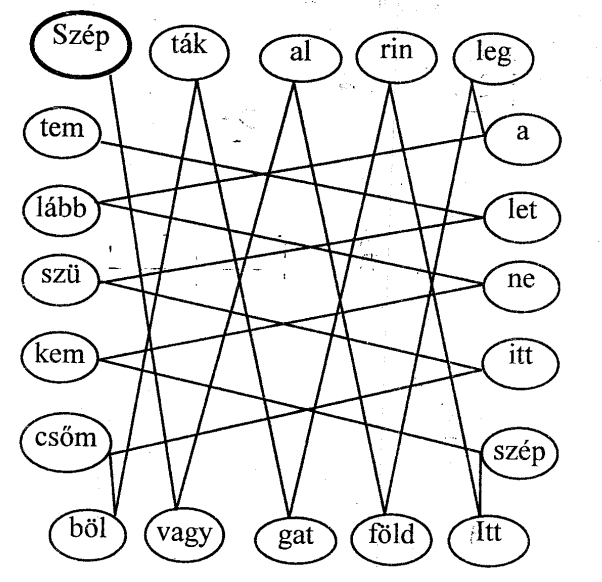 Szép ták al rin leg
tem a
lább let
szü ne
kem itt
csőm szép
böl vagy gat föld Itt